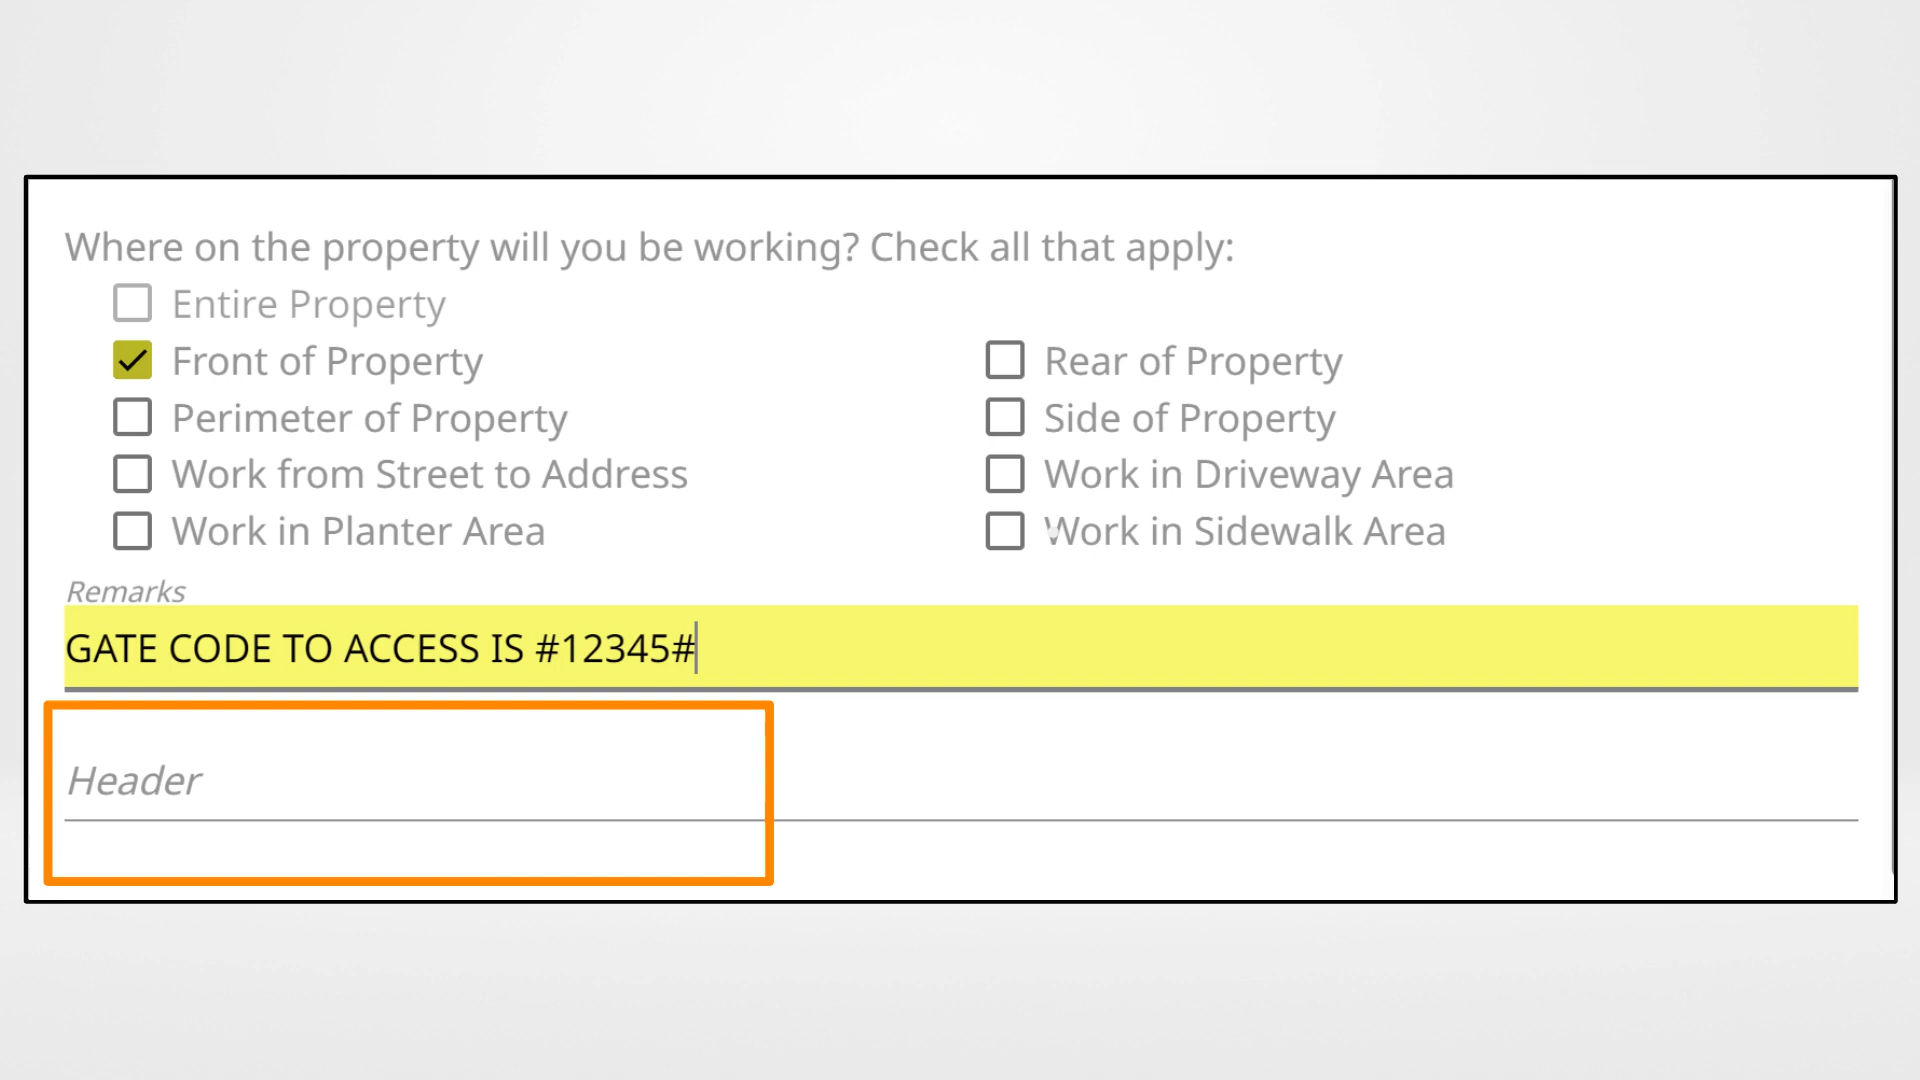 Where on the property will you be working? Check all that apply:
Entire Property
Front of Property
Rear of Property
Perimeter of Property
Side of Property
Work from Street to Address
Work in Driveway Area
Work in Planter Area
Work in Sidewalk Area
Remarks
GATE CODE TO ACCESS IS #12345#
Header